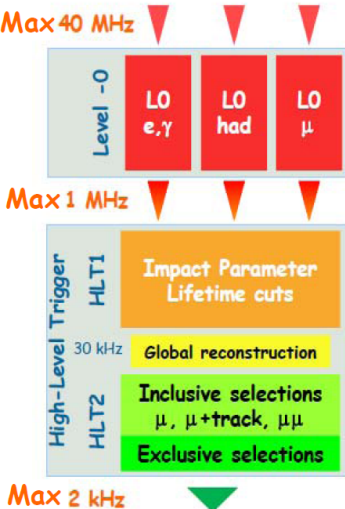 Max 40 MHz
Level -0
L0
e,γ
L0
had
L0
μ
Max 1 MHz
High-Level Trigger
HLT1
Impact Parameter
Lifetime cuts
30 kHz
Global reconstruction
HLT2
Inclusive selections
μ, μ+track, μμ
Exclusive selections
Max 2 kHz